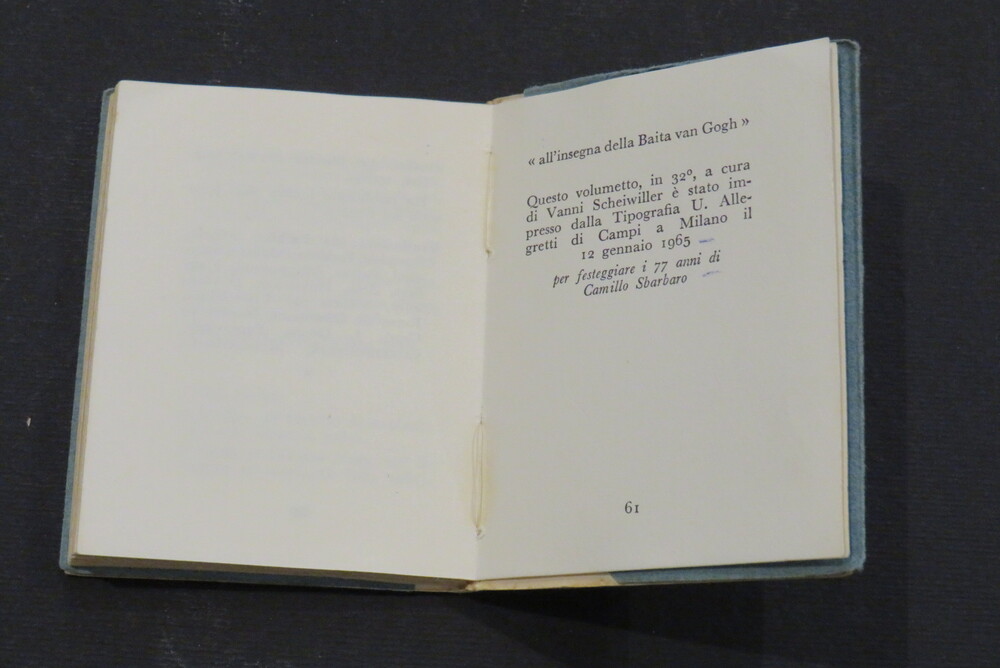 « all'insegna della Baita van Gogh »
Questo volumetto, in 32°, a cura
di Vanni Scheiwiller è stato im-
presso dalla Tipografia U. Alle-
gretti di Campi a Milano il
12 gennaio 1965
per festeggiare i 77 anni di
Camillo Sbarbaro
61